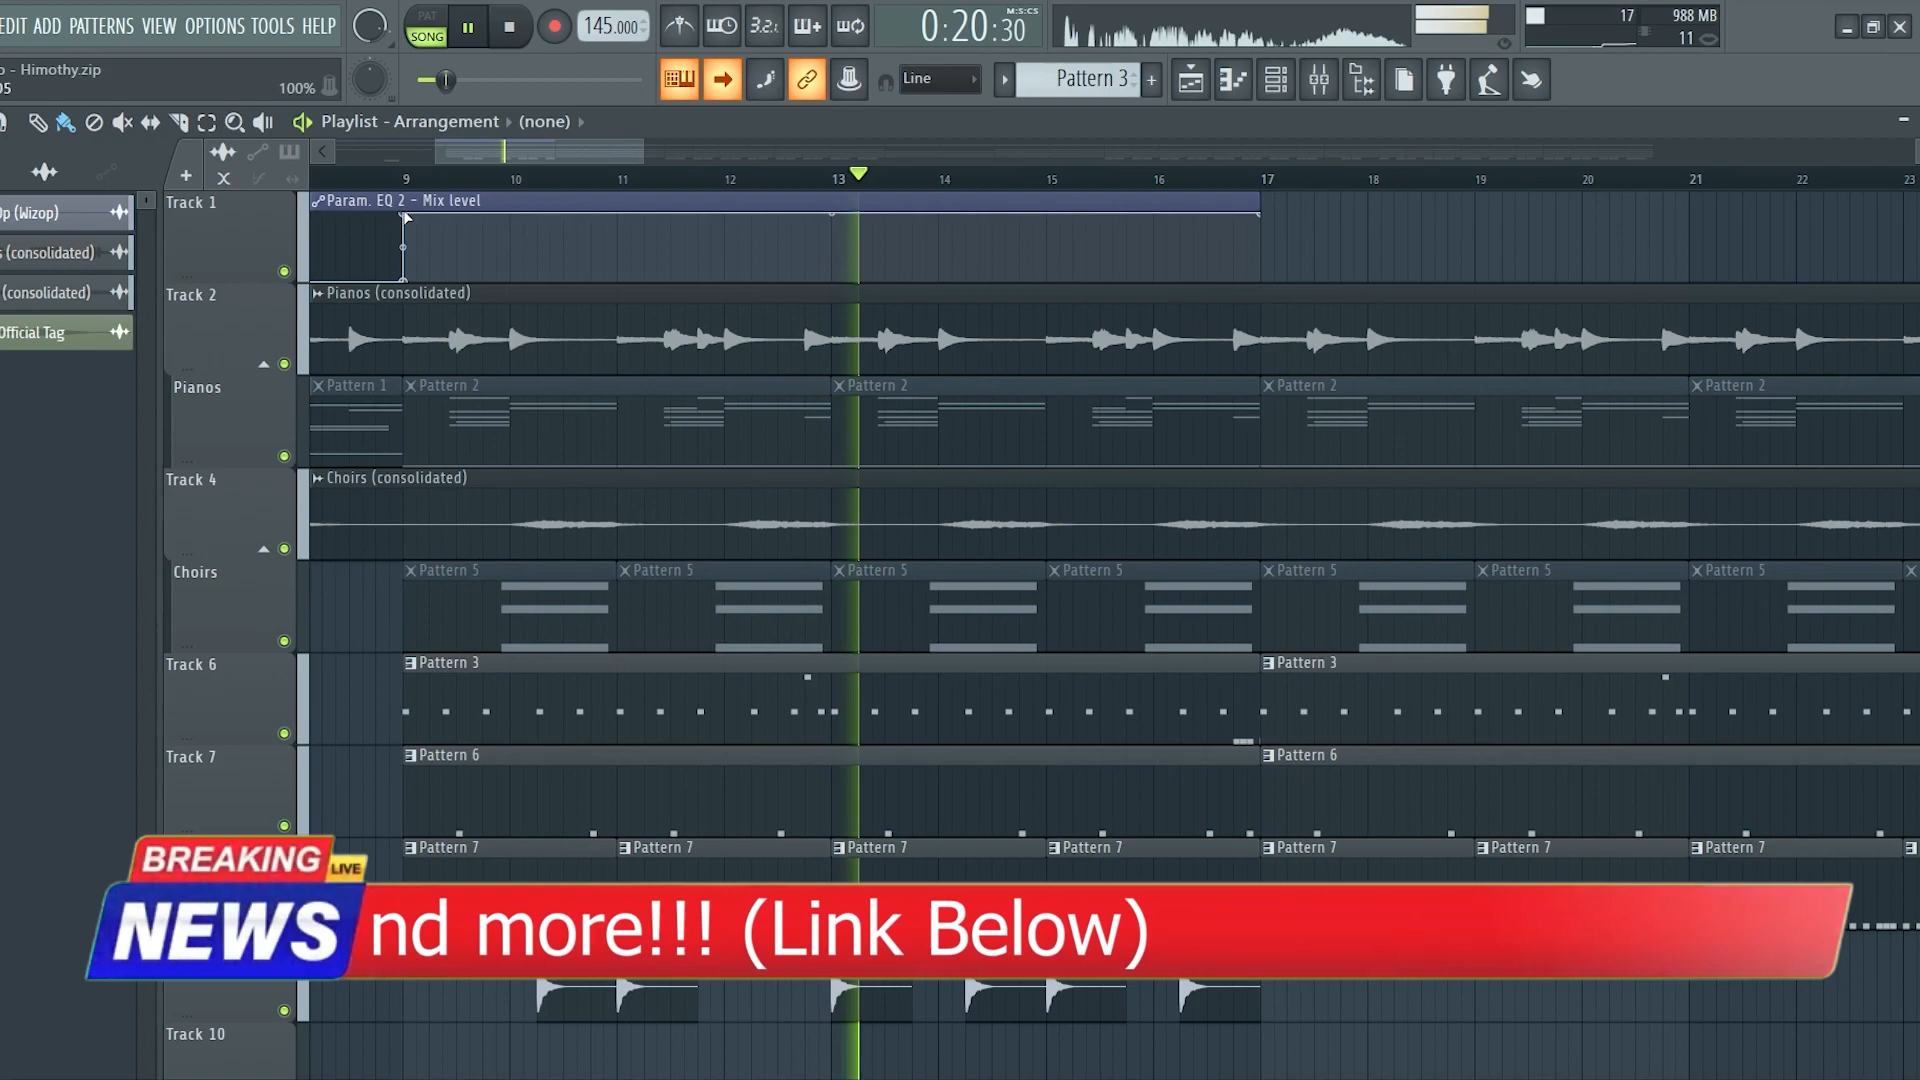 EDIT ADD PATTERNS VIEW OPTIONS TOOLS HELP
PAT
SONG
145.000
3.2.1
0:20:30
M:S:CS
17
988 MB
11
p - Himothy.zip
05
100%
Line
Pattern 3
+
Playlist - Arrangement
(none)
9 10 11 12 13 14 15 16 17 18 19 20 21 22 23
Op (Wizop)
s (consolidated)
(consolidated)
Official Tag
Track 1
Param. EQ 2 - Mix level
Track 2
Pianos (consolidated)
Pianos
Pattern 1
Pattern 2
Pattern 2
Pattern 2
Pattern 2
Track 4
Choirs (consolidated)
Choirs
Pattern 5
Pattern 5
Pattern 5
Pattern 5
Pattern 5
Pattern 5
Pattern 5
Track 6
Pattern 3
Pattern 3
Track 7
Pattern 6
Pattern 6
Pattern 7
Pattern 7
Pattern 7
Pattern 7
Pattern 7
Pattern 7
Pattern 7
BREAKING
LIVE
NEWS
nd more!!! (Link Below)
Track 10